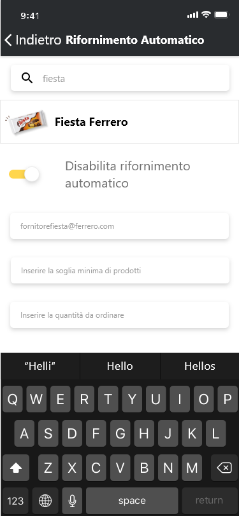 9:41
Indietro Rifornimento Automatico
fiesta
Fiesta Ferrero
Disabilita rifornimento
automatico
fornitorefiesta@ferrero.com
Inserire la soglia minima di prodotti
Inserire la quantità da ordinare
“Helli” Hello Hellos
Q W E R T Y U I O P
A S D F G H J K L
Z X C V B N M
123 space return